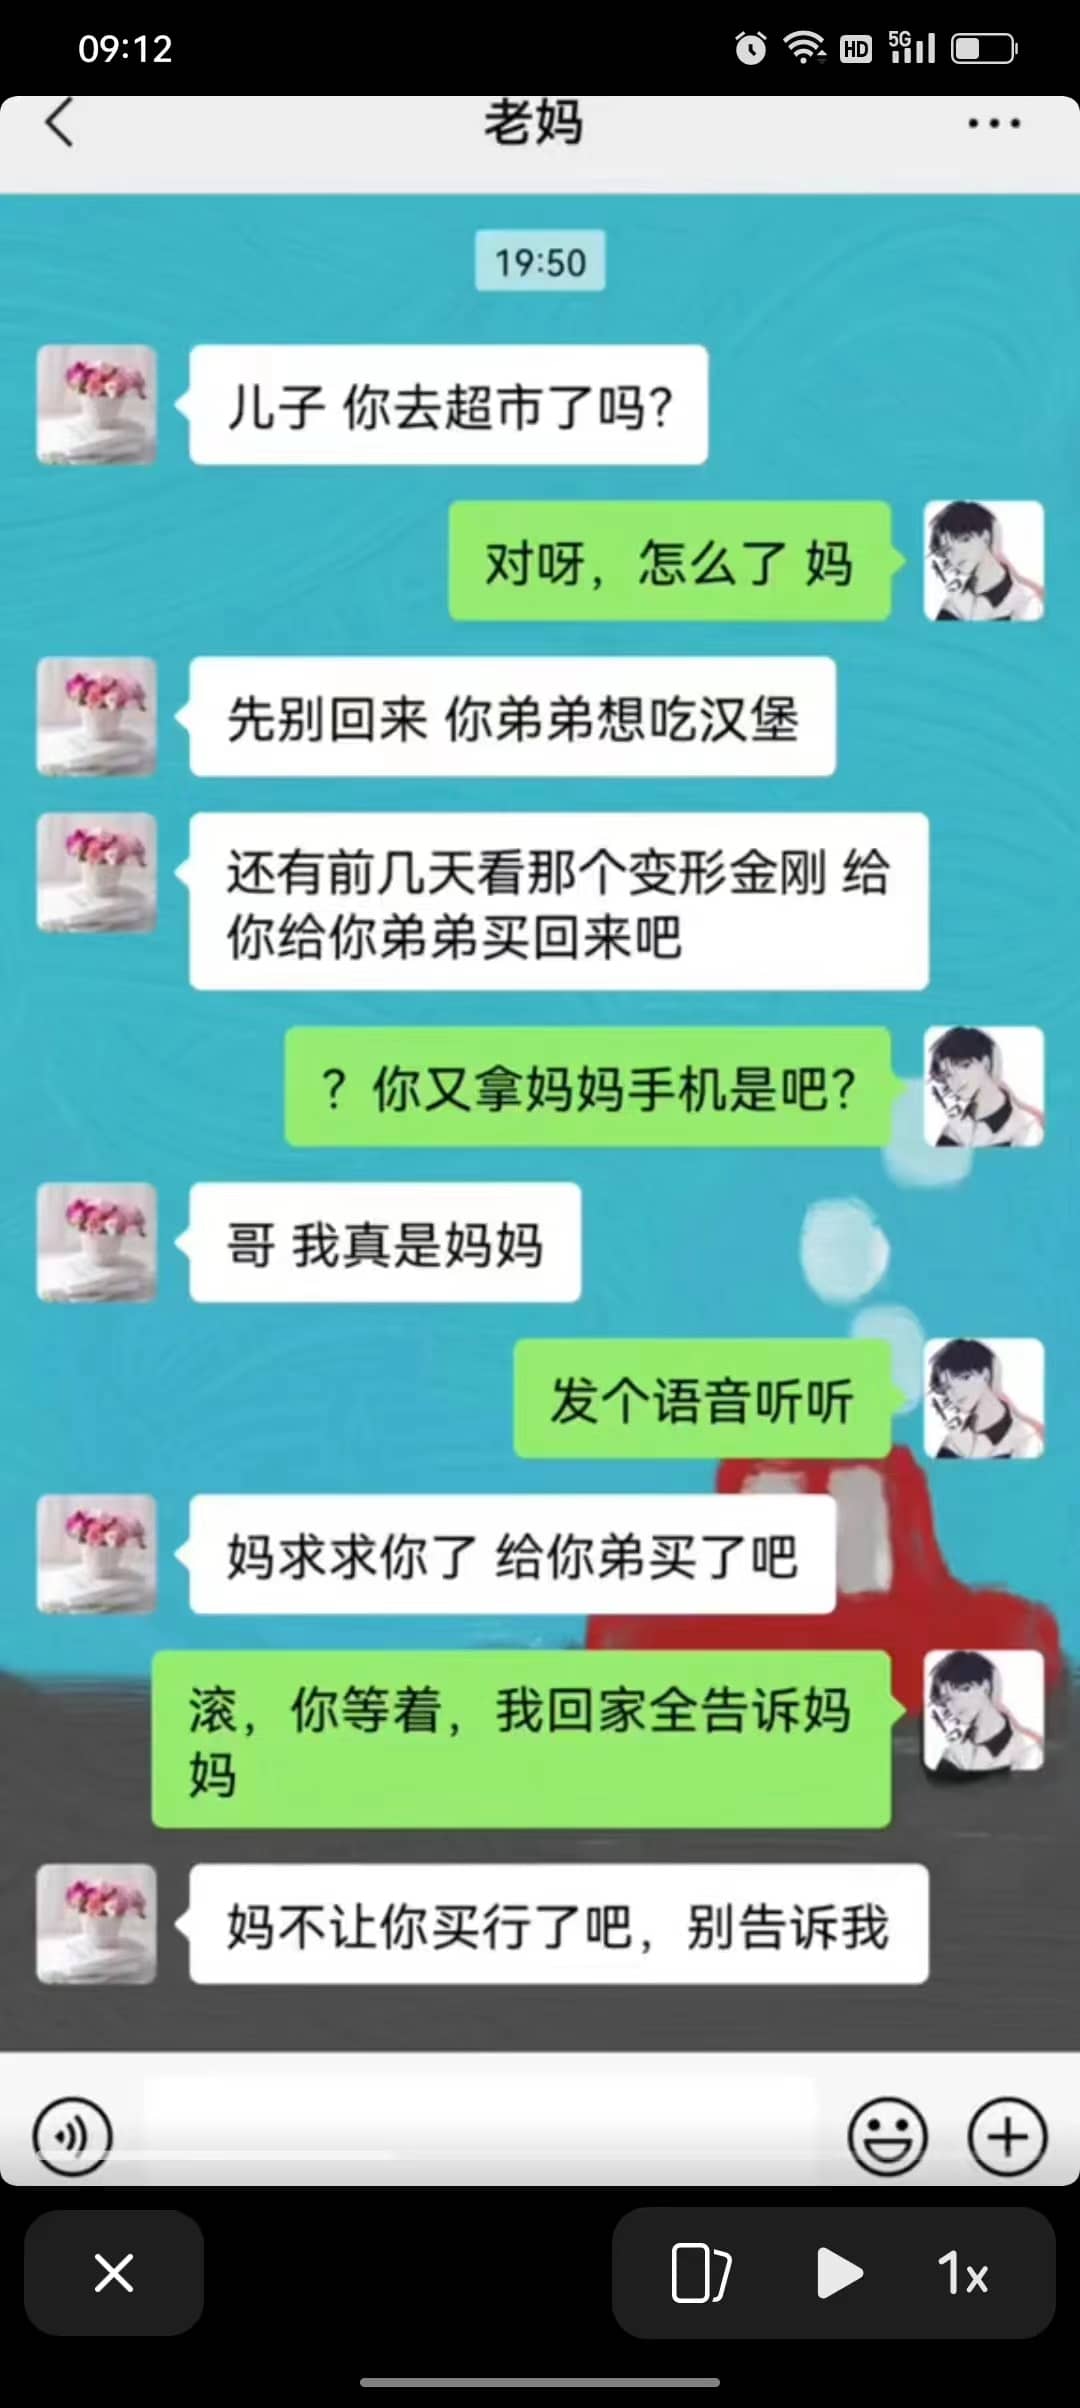 09:12
HD
5G
老妈
19:50
儿子 你去超市了吗？
对呀，怎么了 妈
先别回来 你弟弟想吃汉堡
还有前几天看那个变形金刚 给
你给你弟弟买回来吧
？你又拿妈妈手机是吧？
哥 我真是妈妈
发个语音听听
妈求求你了 给你弟买了吧
滚，你等着，我回家全告诉妈
妈
妈不让你买行了吧，别告诉我
1x